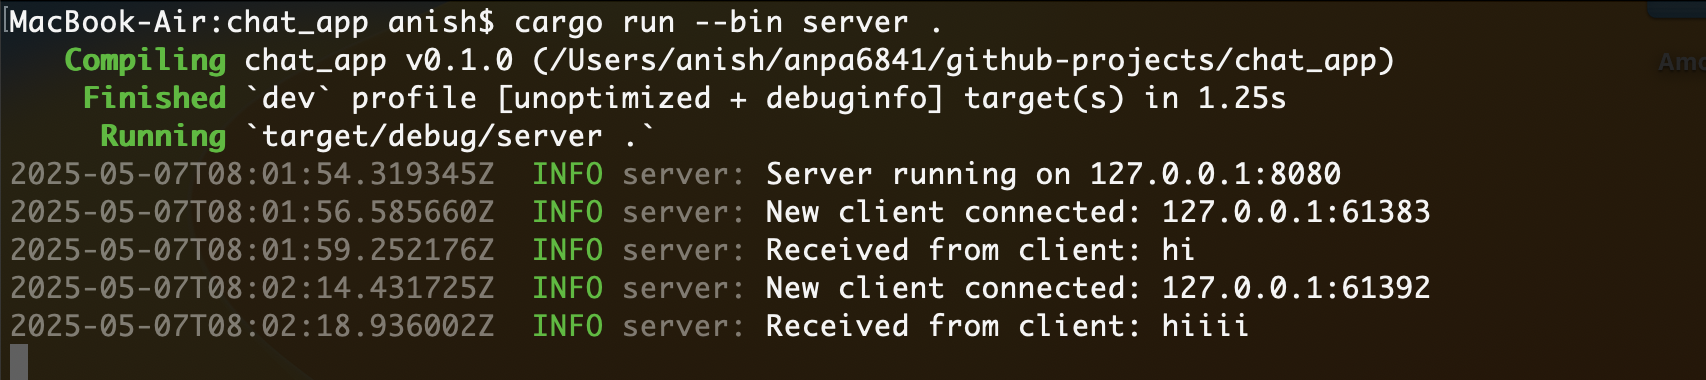 MacBook-Air:chat_app anish$ cargo run --bin server .
Compiling chat_app v0.1.0 (/Users/anish/anpa6841/github-projects/chat_app)
Finished `dev` profile [unoptimized + debuginfo] target(s) in 1.25s
Running `target/debug/server .`
2025-05-07T08:01:54.319345Z  INFO server: Server running on 127.0.0.1:8080
2025-05-07T08:01:56.585660Z  INFO server: New client connected: 127.0.0.1:61383
2025-05-07T08:01:59.252176Z  INFO server: Received from client: hi
2025-05-07T08:02:14.431725Z  INFO server: New client connected: 127.0.0.1:61392
2025-05-07T08:02:18.936002Z  INFO server: Received from client: hiiii